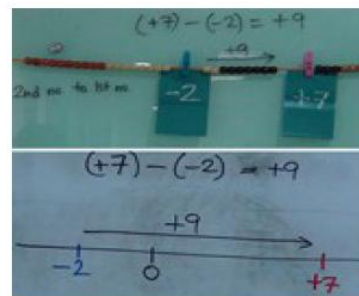 (+7) – (-2) = +9
+9
2nd no. to 1st no.
-2
+7
(+7) – (-2) = +9
+9
-2
0
+7